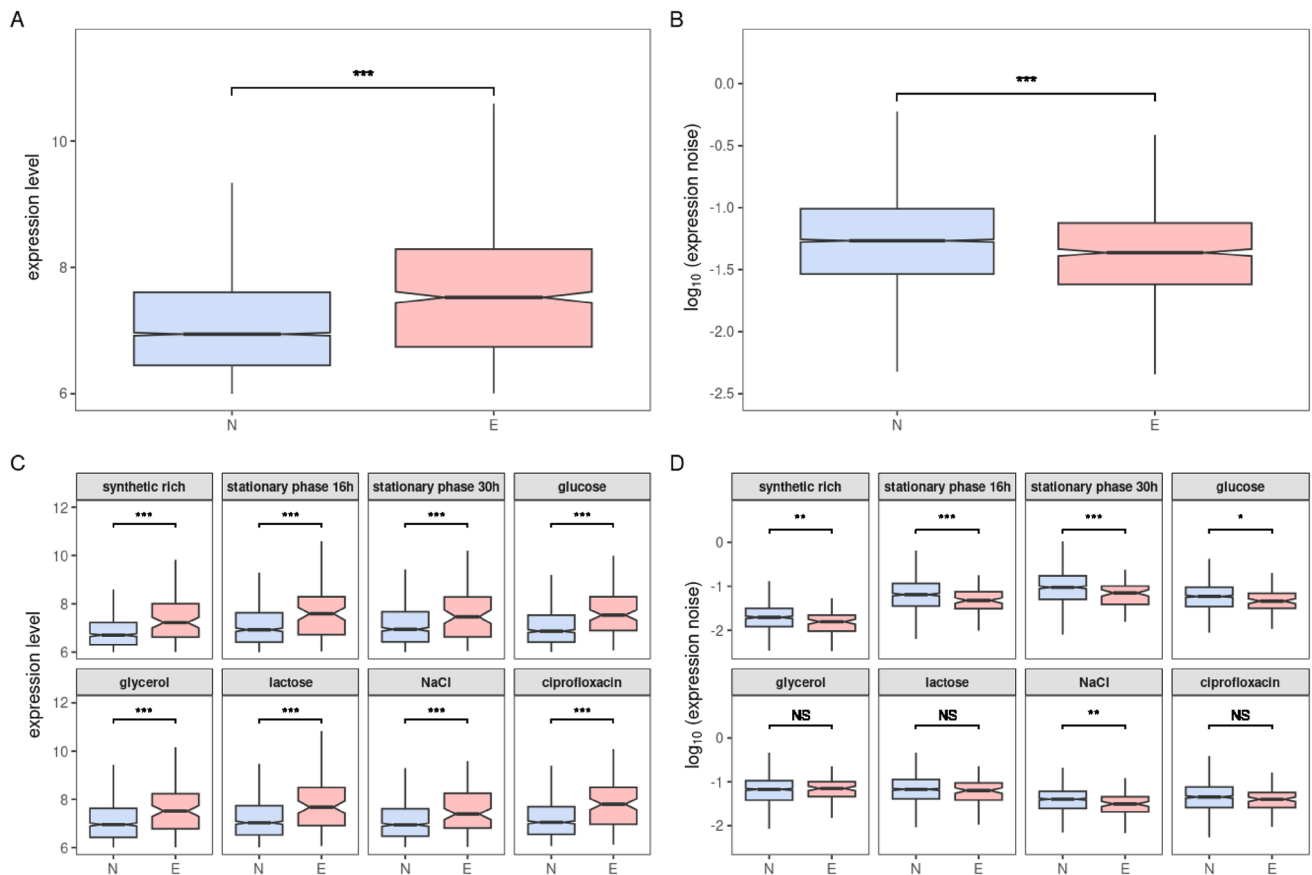 A
***
expression level
10
8
6
N E
B
***
log10 (expression noise)
0.0
-0.5
-1.0
-1.5
-2.0
-2.5
N E
C
expression level
synthetic rich stationary phase 16h stationary phase 30h glucose
*** *** *** ***
12
10
8
6
glycerol lactose NaCl ciprofloxacin
*** *** *** ***
12
10
8
6
N E N E N E N E
D
log10 (expression noise)
synthetic rich stationary phase 16h stationary phase 30h glucose
** *** *** *
0
-1
-2
glycerol lactose NaCl ciprofloxacin
NS NS ** NS
0
-1
-2
N E N E N E N E